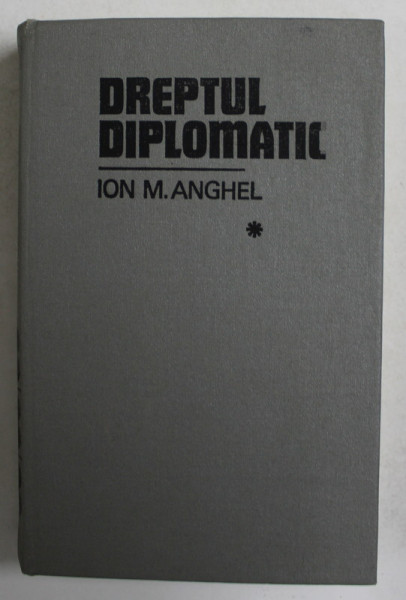 DREPTUL
DIPLOMATIC
ION M. ANGHEL
*